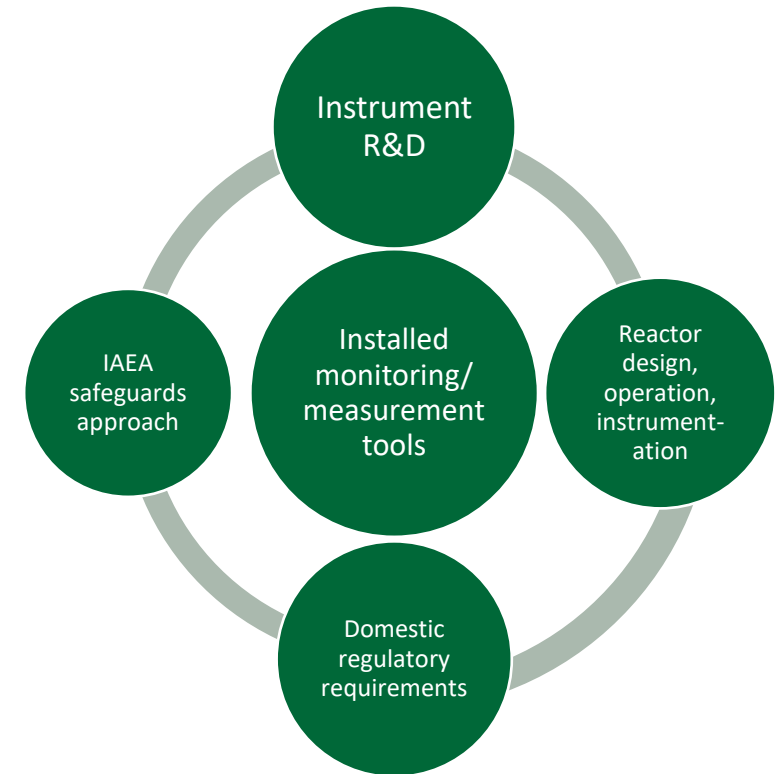 Instrument
R&D
IAEA
safeguards
approach
Installed
monitoring/
measurement
tools
Reactor
design,
operation,
instrument-
ation
Domestic
regulatory
requirements